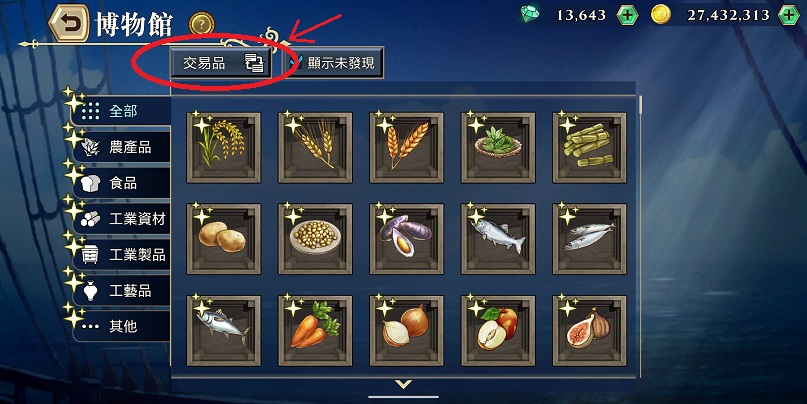 博物館 ? 13,643 27,432,313
交易品 顯示未發現
全部
農產品
食品
工業資材
工業製品
工藝品
其他